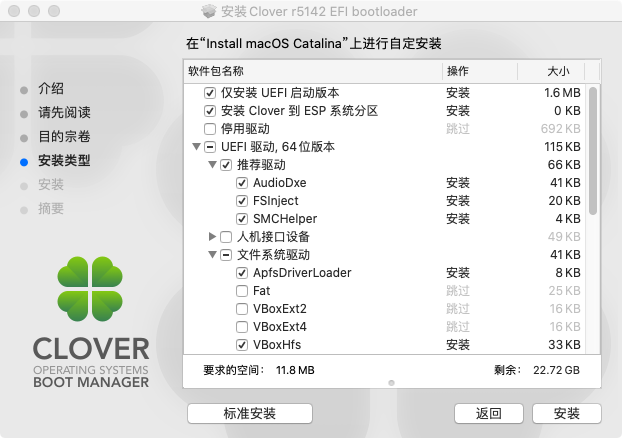 安装 Clover r5142 EFI bootloader
在“Install macOS Catalina”上进行自定安装
介绍
请先阅读
目的宗卷
安装类型
安装
摘要
软件包名称 操作 大小
仅安装 UEFI 启动版本 安装 1.6 MB
安装 Clover 到 ESP 系统分区 安装 0 KB
停用驱动 跳过 692 KB
UEFI 驱动, 64 位版本 115 KB
推荐驱动 66 KB
AudioDxe 安装 41 KB
FSInject 安装 20 KB
SMCHelper 安装 4 KB
人机接口设备 49 KB
文件系统驱动 41 KB
ApfsDriverLoader 安装 8 KB
Fat 跳过 25 KB
VBoxExt2 跳过 16 KB
VBoxExt4 跳过 16 KB
VBoxHfs 安装 33 KB
要求的空间: 11.8 MB 剩余: 22.72 GB
CLOVER
OPERATING SYSTEMS
BOOT MANAGER
标准安装 返回 安装